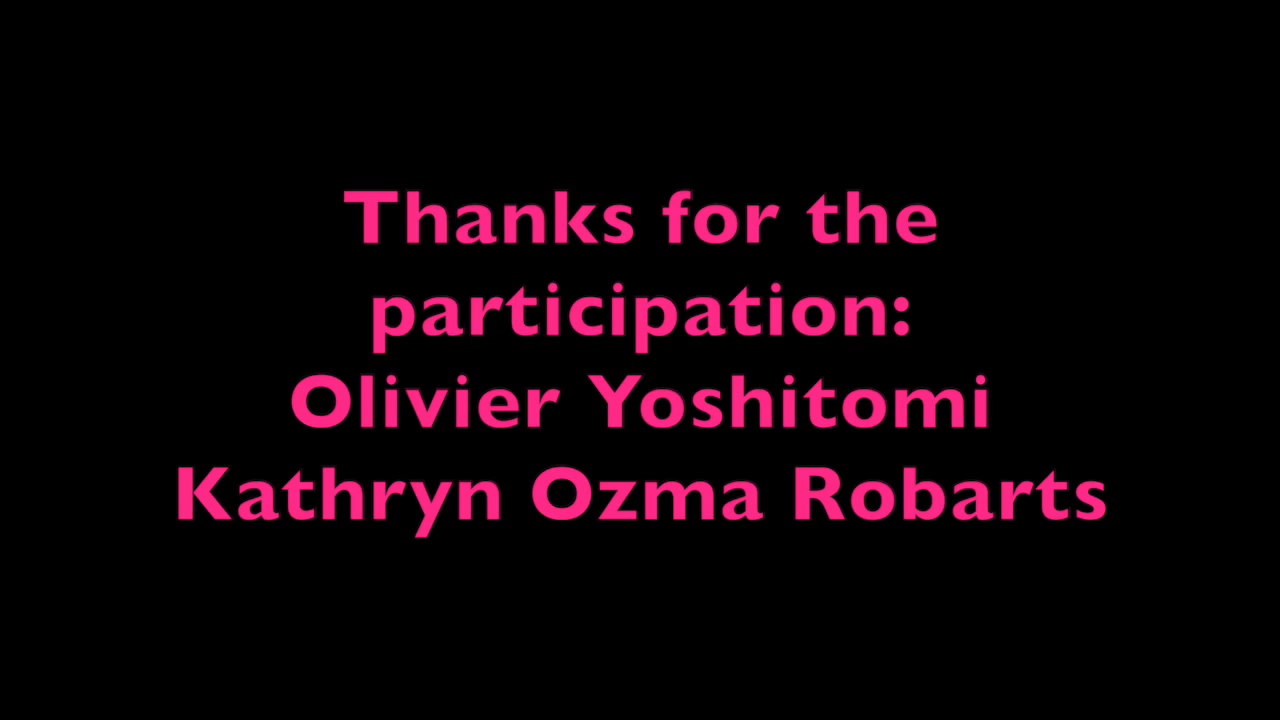 Thanks for the
participation:
Olivier Yoshitomi
Kathryn Ozma Robarts